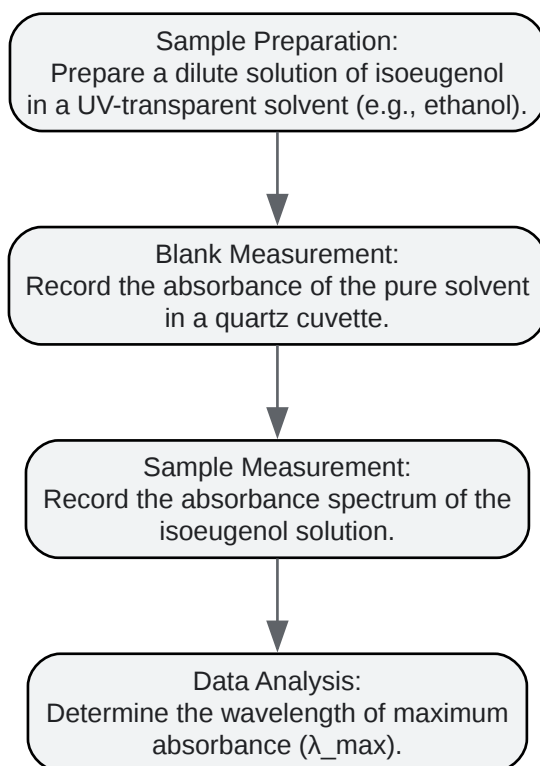 Sample Preparation:
Prepare a dilute solution of isoeugenol
in a UV-transparent solvent (e.g., ethanol).
Blank Measurement:
Record the absorbance of the pure solvent
in a quartz cuvette.
Sample Measurement:
Record the absorbance spectrum of the
isoeugenol solution.
Data Analysis:
Determine the wavelength of maximum
absorbance (λ_max).